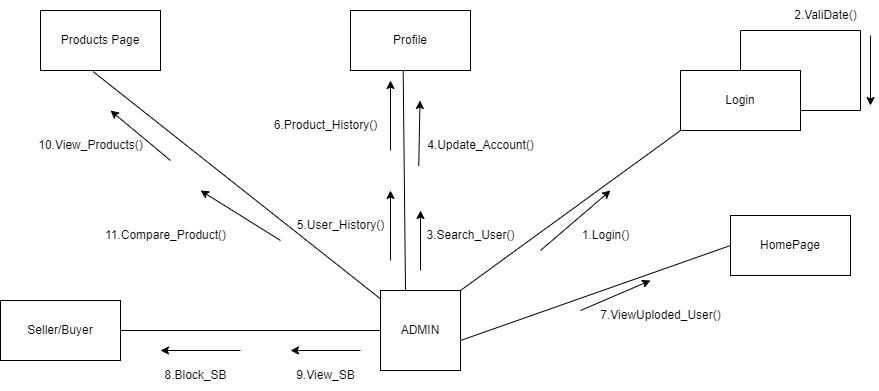 2.ValiDate()
Products Page
Profile
Login
6.Product_History()
10.View_Products()
4.Update_Account()
5.User_History()
3.Search_User()
11.Compare_Product()
1.Login()
HomePage
7.ViewUploded_User()
Seller/Buyer
ADMIN
8.Block_SB
9.View_SB